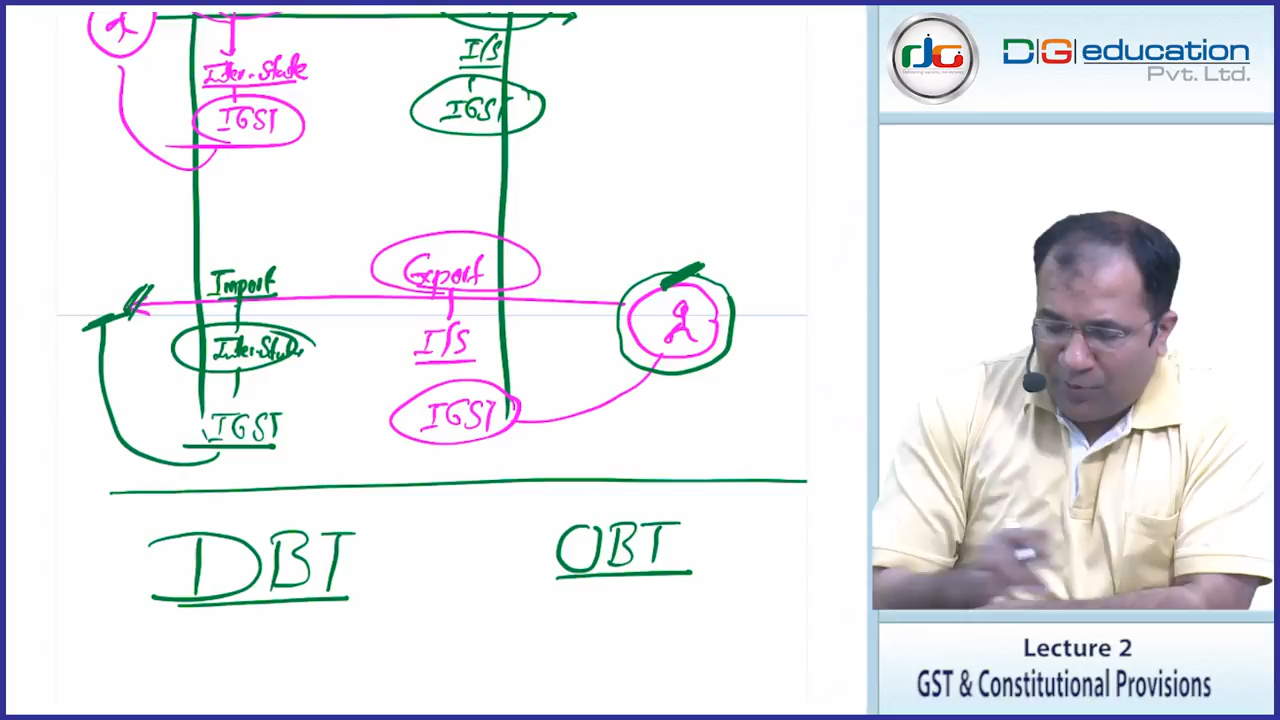 I/S
Inter-State
IGST
IGST
Export
Import
Inter-State
I/S
IGST
IGST
DBT
OBT
DG education
Pvt. Ltd.
Lecture 2
GST & Constitutional Provisions